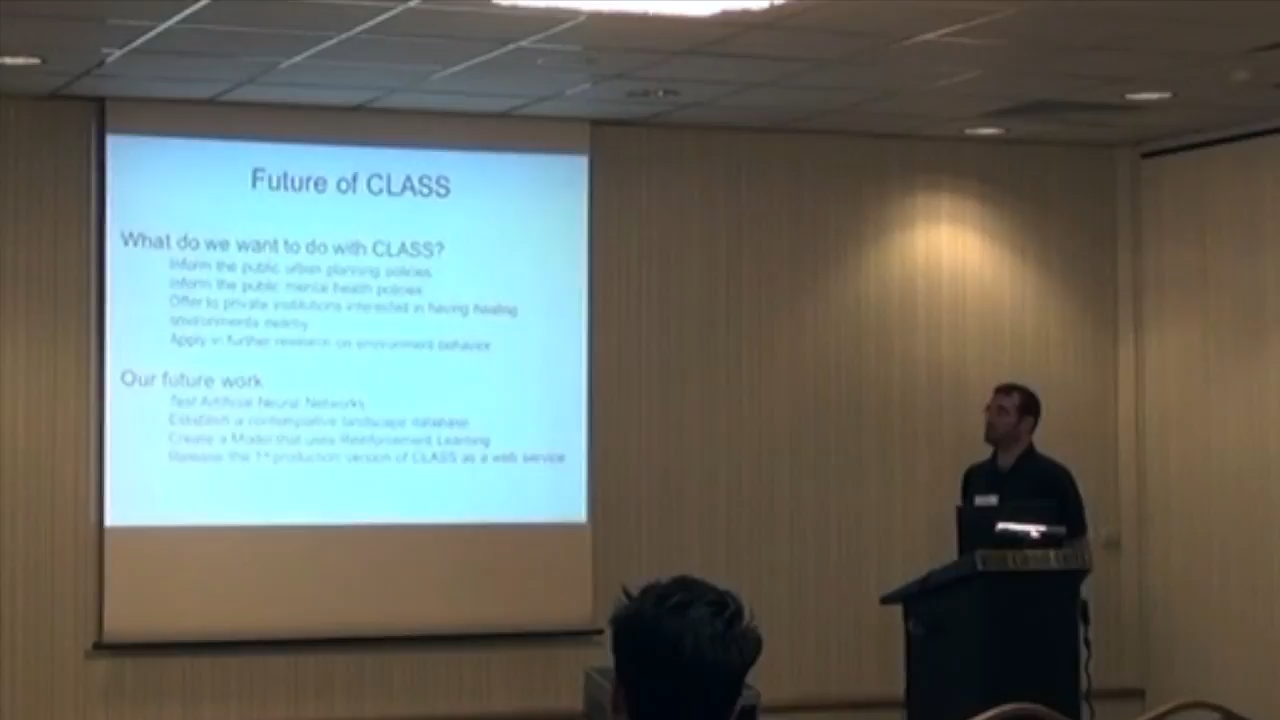 Future of CLASS
What do we want to do with CLASS?
Inform the public urban planning policies
Inform the public mental health policies
Offer to private institutions interested in having healing
environments nearby
Apply in further research on environment behavior
Our future work
Test Artificial Neural Networks
Establish a contemplative landscape database
Create a Model that uses Reinforcement Learning
Release the 1st production version of CLASS as a web service